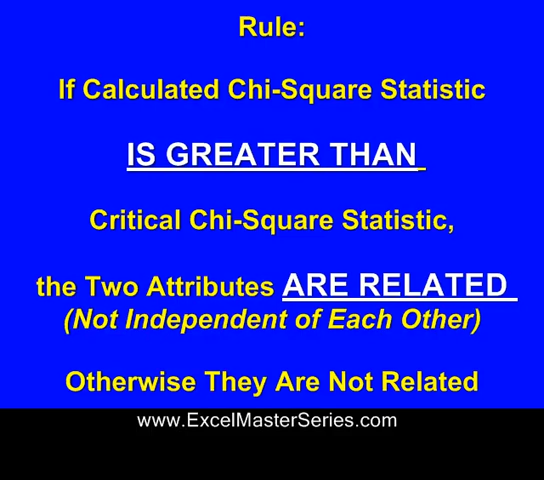 Rule:
If Calculated Chi-Square Statistic
IS GREATER THAN
Critical Chi-Square Statistic,
the Two Attributes ARE RELATED
(Not Independent of Each Other)
Otherwise They Are Not Related
www.ExcelMasterSeries.com